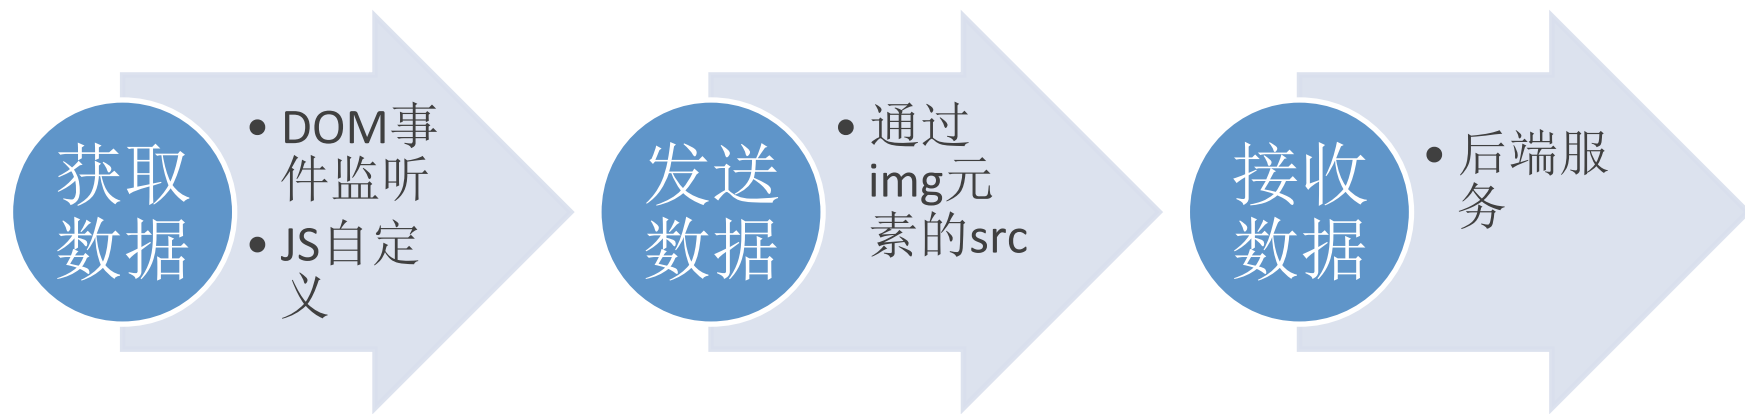 获取
数据
• DOM事
件监听
• JS自定
义
发送
数据
• 通过
img元
素的src
接收
数据
• 后端服
务